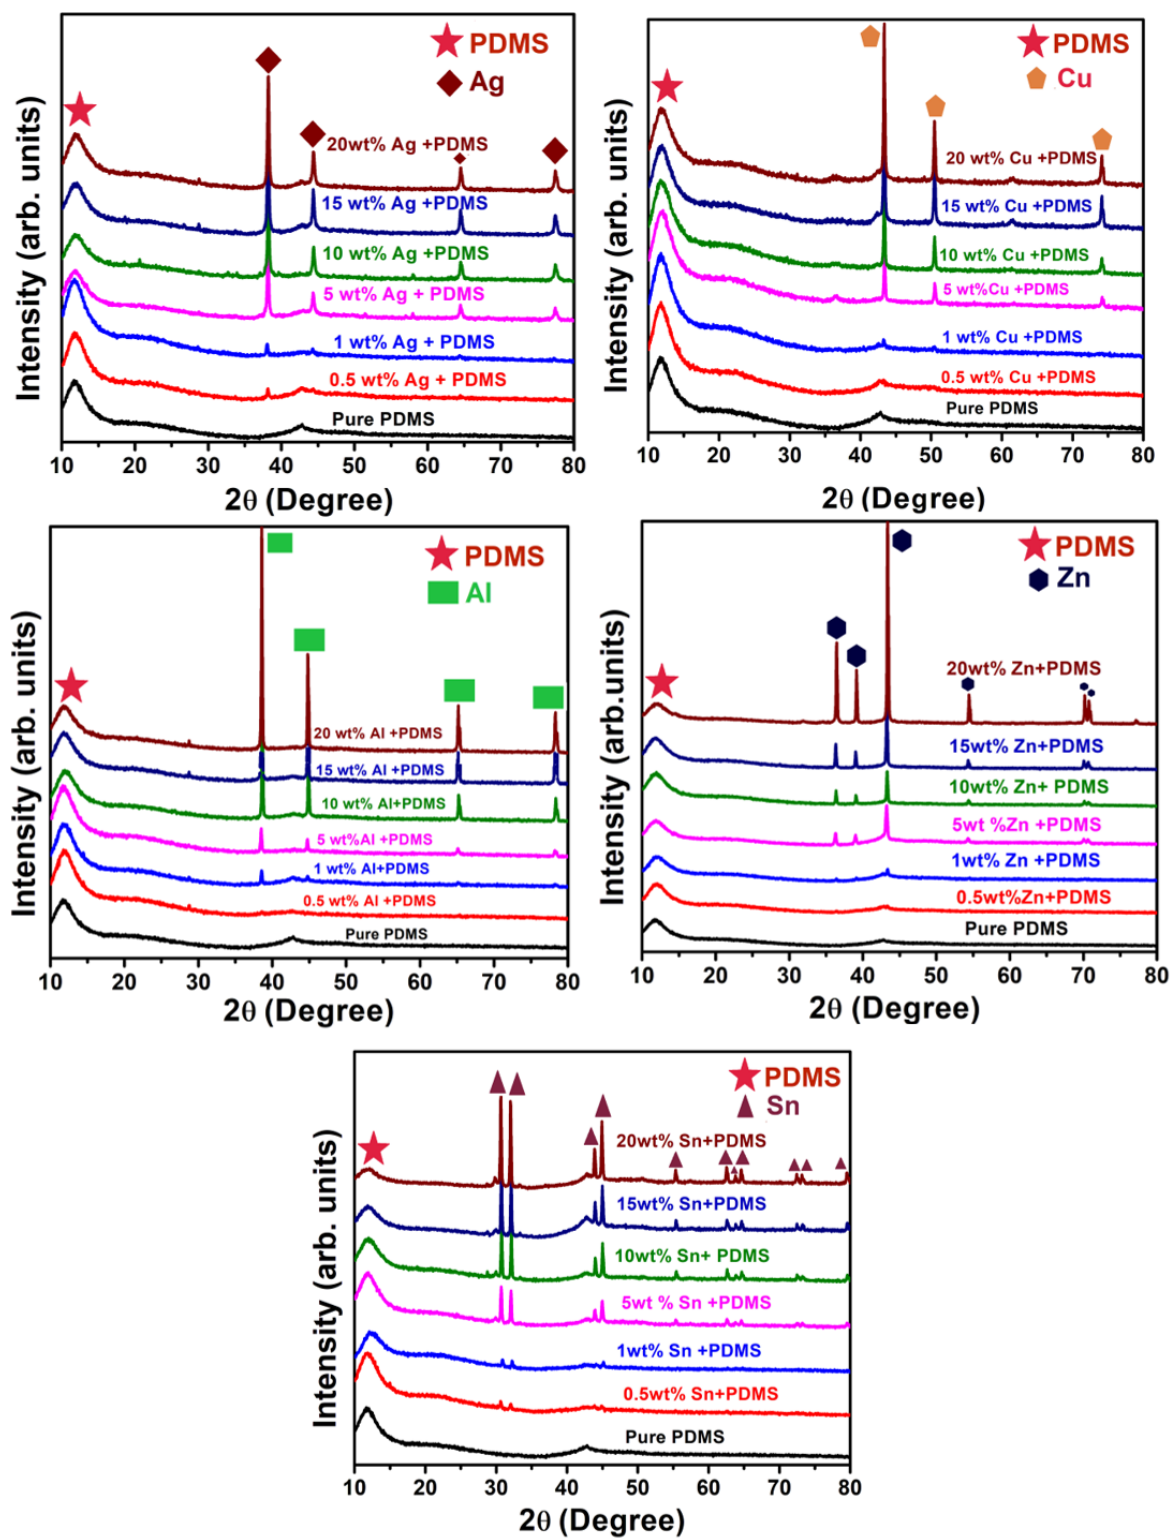 PDMS
Ag
20wt% Ag +PDMS
15 wt% Ag +PDMS
10 wt% Ag +PDMS
5 wt% Ag + PDMS
1 wt% Ag + PDMS
0.5 wt% Ag + PDMS
Pure PDMS
Intensity (arb. units)
10 20 30 40 50 60 70 80
2θ (Degree)
PDMS
Cu
20 wt% Cu +PDMS
15 wt% Cu +PDMS
10 wt% Cu +PDMS
5 wt%Cu +PDMS
1 wt% Cu +PDMS
0.5 wt% Cu +PDMS
Pure PDMS
Intensity (arb. units)
10 20 30 40 50 60 70 80
2θ (Degree)
PDMS
Al
20 wt% Al +PDMS
15 wt% Al +PDMS
10 wt% Al+PDMS
5 wt%Al +PDMS
1 wt% Al+PDMS
0.5 wt% Al +PDMS
Pure PDMS
Intensity (arb. units)
10 20 30 40 50 60 70 80
2θ (Degree)
PDMS
Zn
20wt% Zn+PDMS
15wt% Zn+PDMS
10wt% Zn+ PDMS
5wt %Zn +PDMS
1wt% Zn +PDMS
0.5wt%Zn+PDMS
Pure PDMS
Intensity (arb.units)
10 20 30 40 50 60 70 80
2θ (Degree)
PDMS
Sn
20wt% Sn+PDMS
15wt% Sn+PDMS
10wt% Sn+ PDMS
5wt % Sn +PDMS
1wt% Sn +PDMS
0.5wt% Sn+PDMS
Pure PDMS
Intensity (arb. units)
10 20 30 40 50 60 70 80
2θ (Degree)